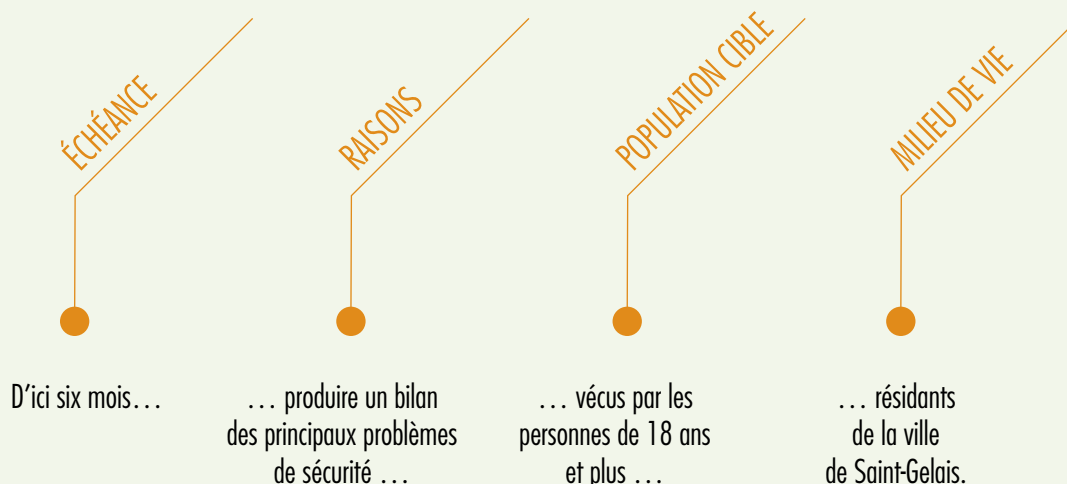 ÉCHÉANCE
RAISONS
POPULATION CIBLE
MILIEU DE VIE
D’ici six mois…
… produire un bilan
des principaux problèmes
de sécurité …
… vécus par les
personnes de 18 ans
et plus …
… résidants
de la ville
de Saint-Gelais.